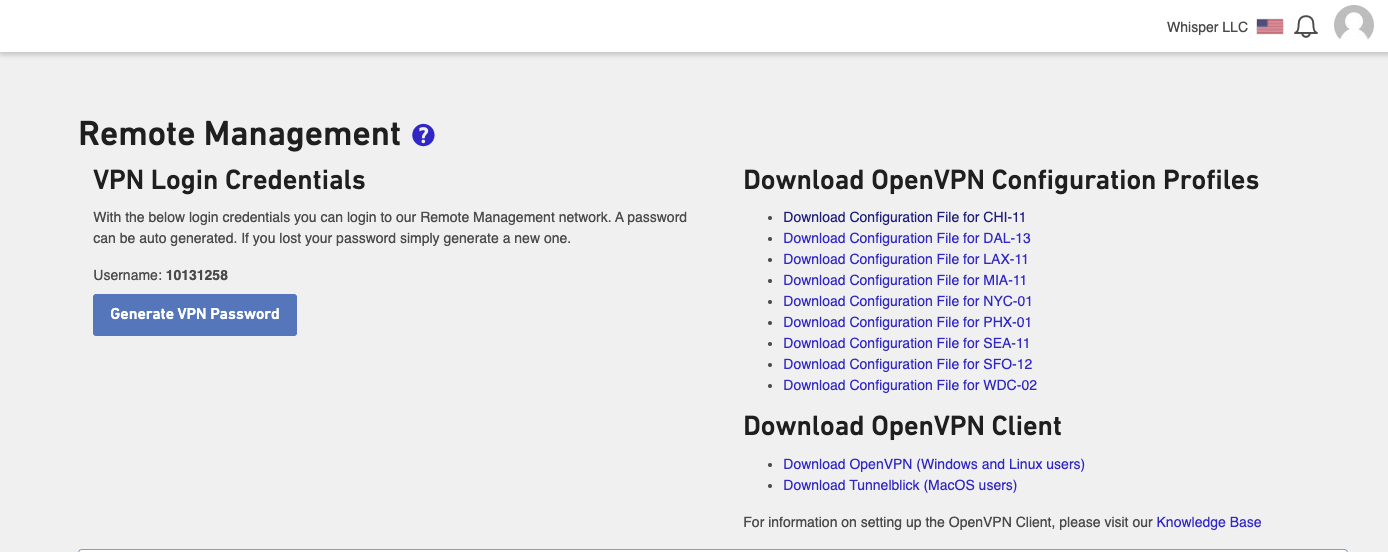 Whisper LLC
Remote Management ?
VPN Login Credentials
With the below login credentials you can login to our Remote Management network. A password
can be auto generated. If you lost your password simply generate a new one.
Username: 10131258
Generate VPN Password
Download OpenVPN Configuration Profiles
• Download Configuration File for CHI-11
• Download Configuration File for DAL-13
• Download Configuration File for LAX-11
• Download Configuration File for MIA-11
• Download Configuration File for NYC-01
• Download Configuration File for PHX-01
• Download Configuration File for SEA-11
• Download Configuration File for SFO-12
• Download Configuration File for WDC-02
Download OpenVPN Client
• Download OpenVPN (Windows and Linux users)
• Download Tunnelblick (MacOS users)
For information on setting up the OpenVPN Client, please visit our Knowledge Base